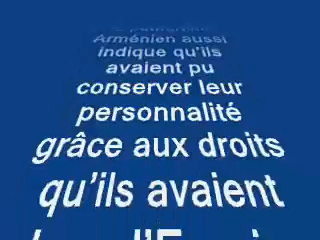 Arménien aussi
indique qu'ils
avaient pu
conserver leur
personnalité
grâce aux droits
qu'ils avaient